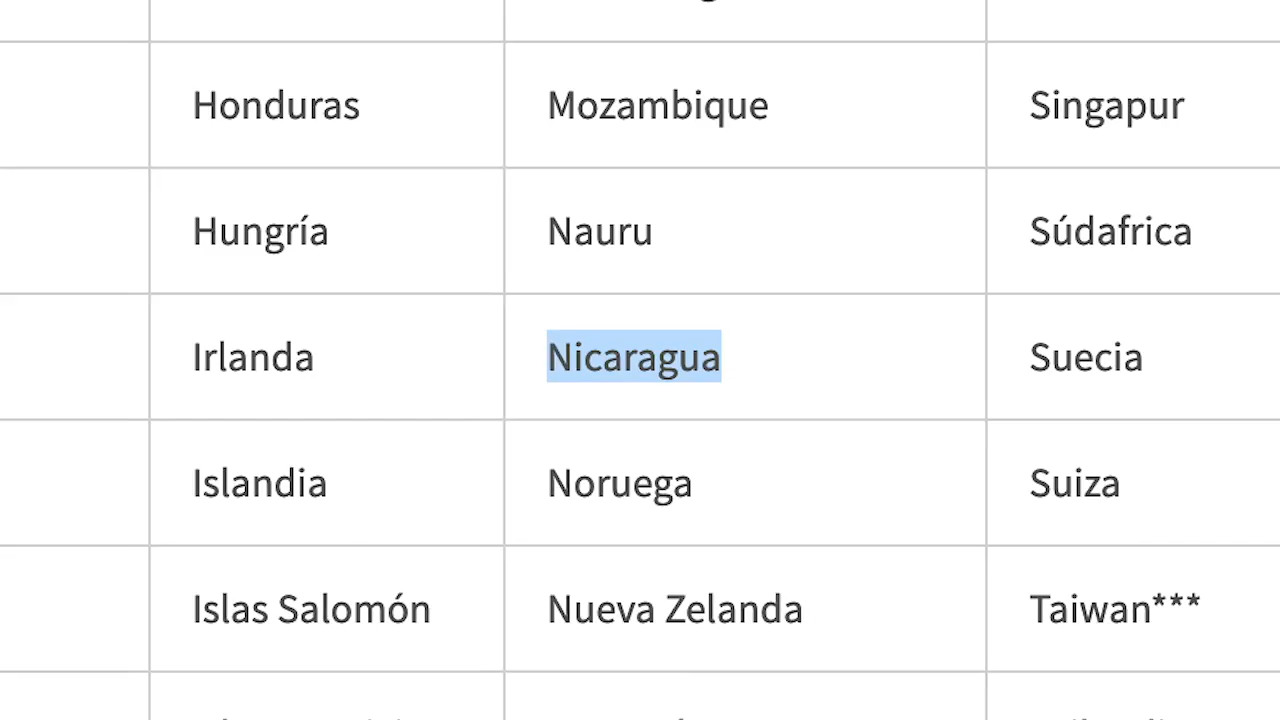 Honduras Mozambique Singapur
Hungría Nauru Súdafrica
Irlanda Nicaragua Suecia
Islandia Noruega Suiza
Islas Salomón Nueva Zelanda Taiwan***